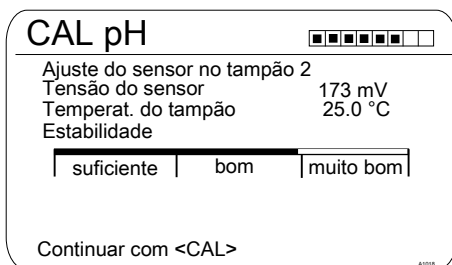 CAL pH
Ajuste do sensor no tampão 2
Tensão do sensor 173 mV
Temperat. do tampão 25.0 °C
Estabilidade
suficiente bom muito bom
Continuar com <CAL>
A1018